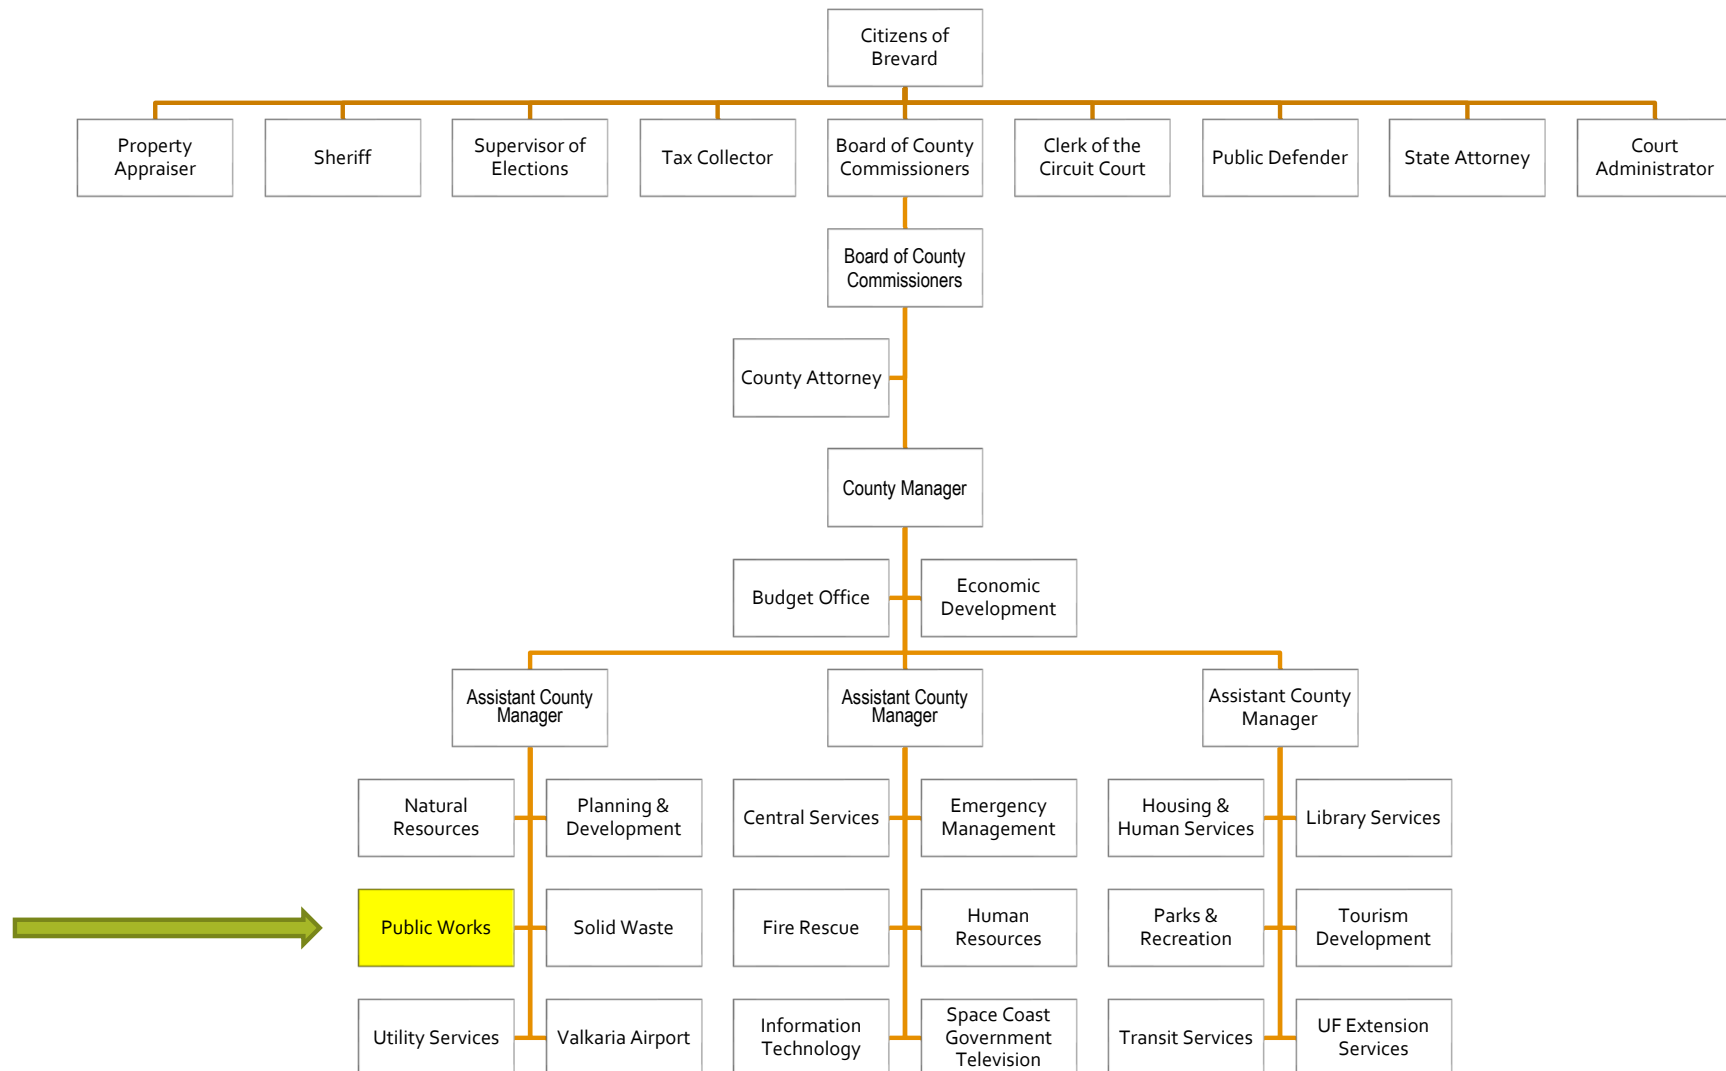 Citizens of
Brevard
Property
Appraiser
Sheriff
Supervisor of
Elections
Tax Collector
Board of County
Commissioners
Clerk of the
Circuit Court
Public Defender
State Attorney
Court
Administrator
Board of County
Commissioners
County Attorney
County Manager
Budget Office
Economic
Development
Assistant County
Manager
Assistant County
Manager
Assistant County
Manager
Natural
Resources
Planning &
Development
Central Services
Emergency
Management
Housing &
Human Services
Library Services
Public Works
Solid Waste
Fire Rescue
Human
Resources
Parks &
Recreation
Tourism
Development
Utility Services
Valkaria Airport
Information
Technology
Space Coast
Government
Television
Transit Services
UF Extension
Services